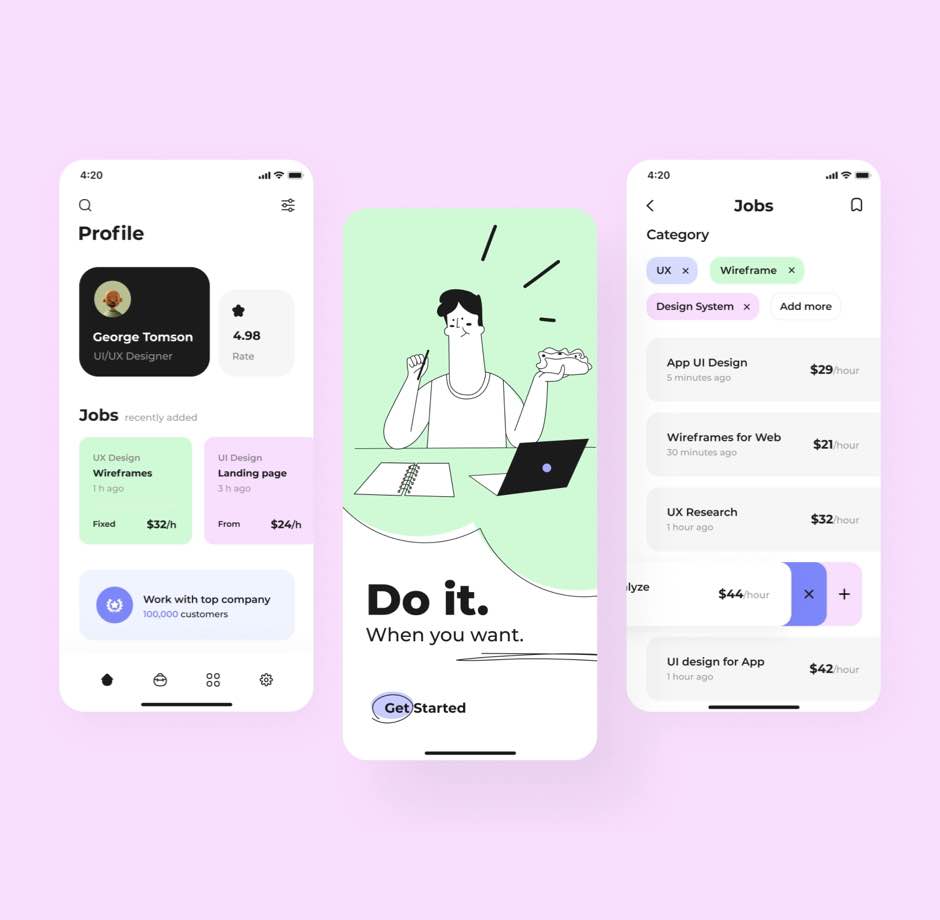 4:20
Profile
George Tomson
UI/UX Designer
4.98
Rate
Jobs recently added
UX Design
Wireframes
1 h ago
Fixed $32/h
UI Design
Landing page
3 h ago
From $24/h
Work with top company
100,000 customers
Do it.
When you want.
Get Started
4:20
Jobs
Category
UX ×
Wireframe ×
Design System ×
Add more
App UI Design
5 minutes ago
$29/hour
Wireframes for Web
30 minutes ago
$21/hour
UX Research
1 hour ago
$32/hour
lyze
$44/hour
UI design for App
1 hour ago
$42/hour